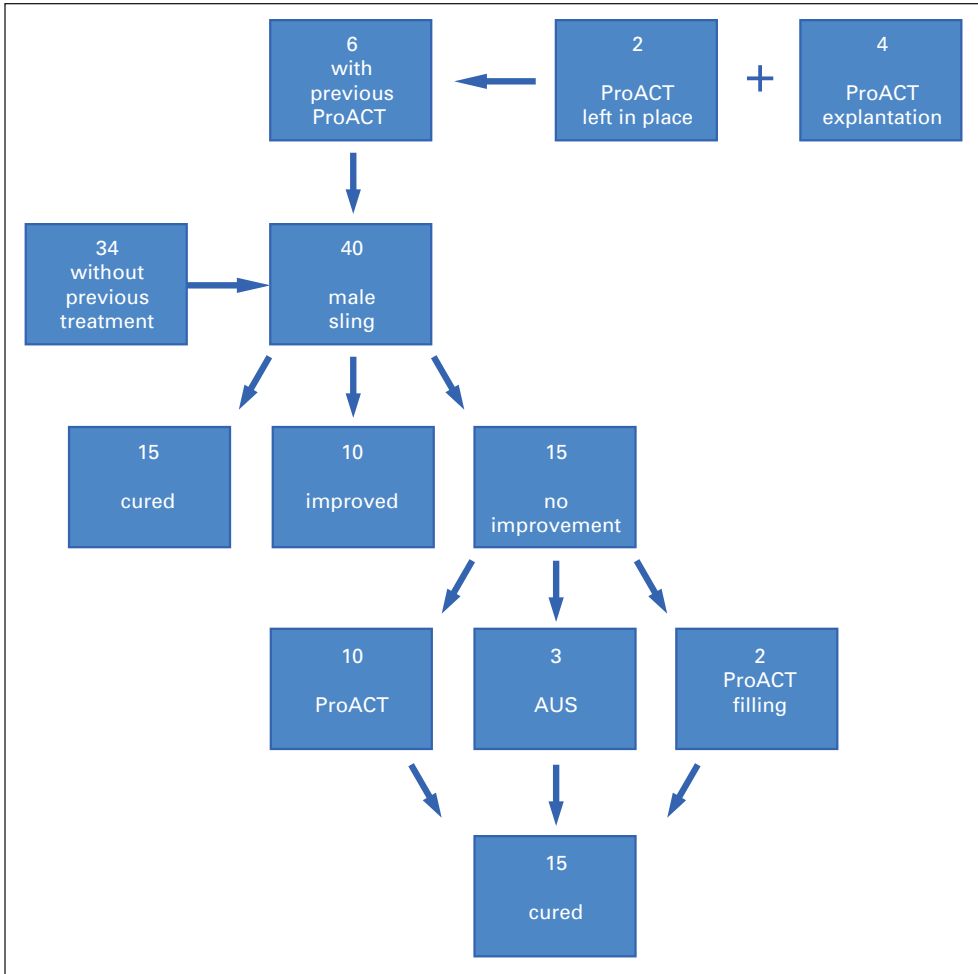 6
with
previous
ProACT
2
ProACT
left in place
+
4
ProACT
explantation
34
without
previous
treatment
40
male
sling
15
cured
10
improved
15
no
improvement
10
ProACT
3
AUS
2
ProACT
filling
15
cured